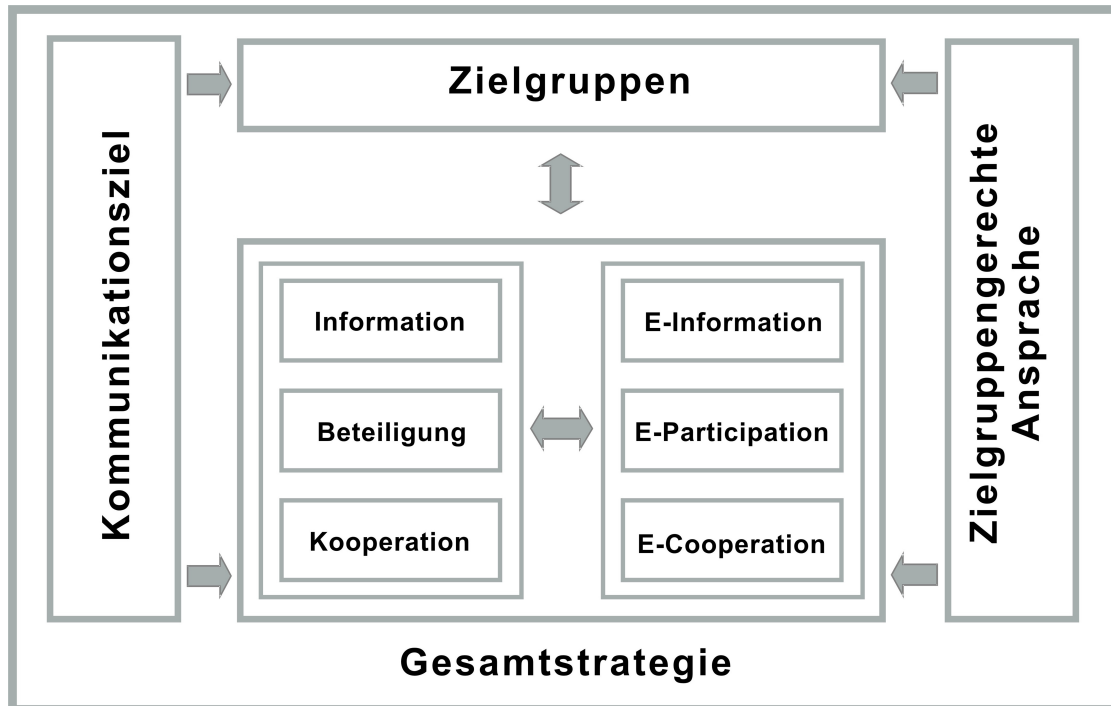 Kommunikationsziel
Zielgruppen
Information
Beteiligung
Kooperation
E-Information
E-Participation
E-Cooperation
Zielgruppengerechte
Ansprache
Gesamtstrategie